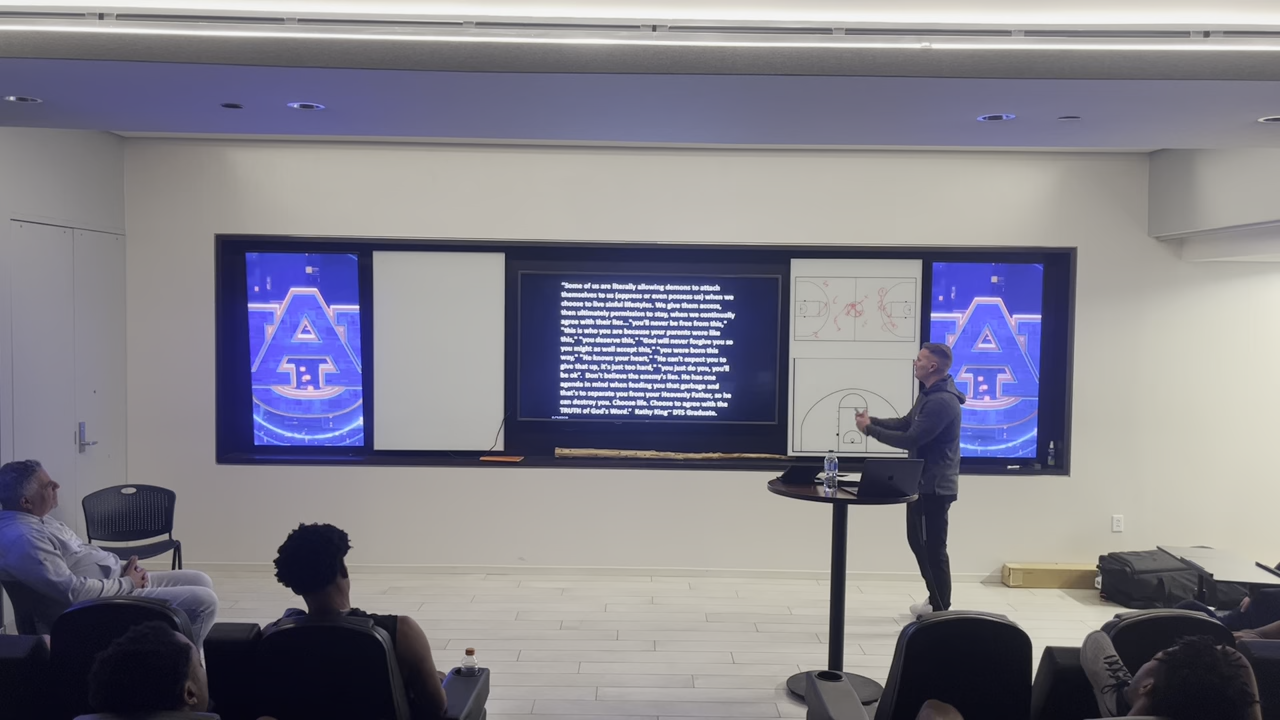 "Some of us are literally allowing demons to attach
themselves to us (oppress or even possess us) when we
choose to live sinful lifestyles. We give them access,
then ultimately permission to stay, when we continually
agree with their lies..."you'll never be free from this,"
"this is who you are because your parents were like
this," "you deserve this," "God will never forgive you so
you might as well accept this," "you were born this
way," "He knows your heart," "He can't expect you to
give that up, it's just too hard," "you just do you, you'll
be ok". Don't believe the enemy's lies. He has one
agenda in mind when feeding you that garbage and
that's to separate you from your Heavenly Father, so he
can destroy you. Choose life. Choose to agree with the
TRUTH of God's Word." Kathy King~ DTS Graduate.